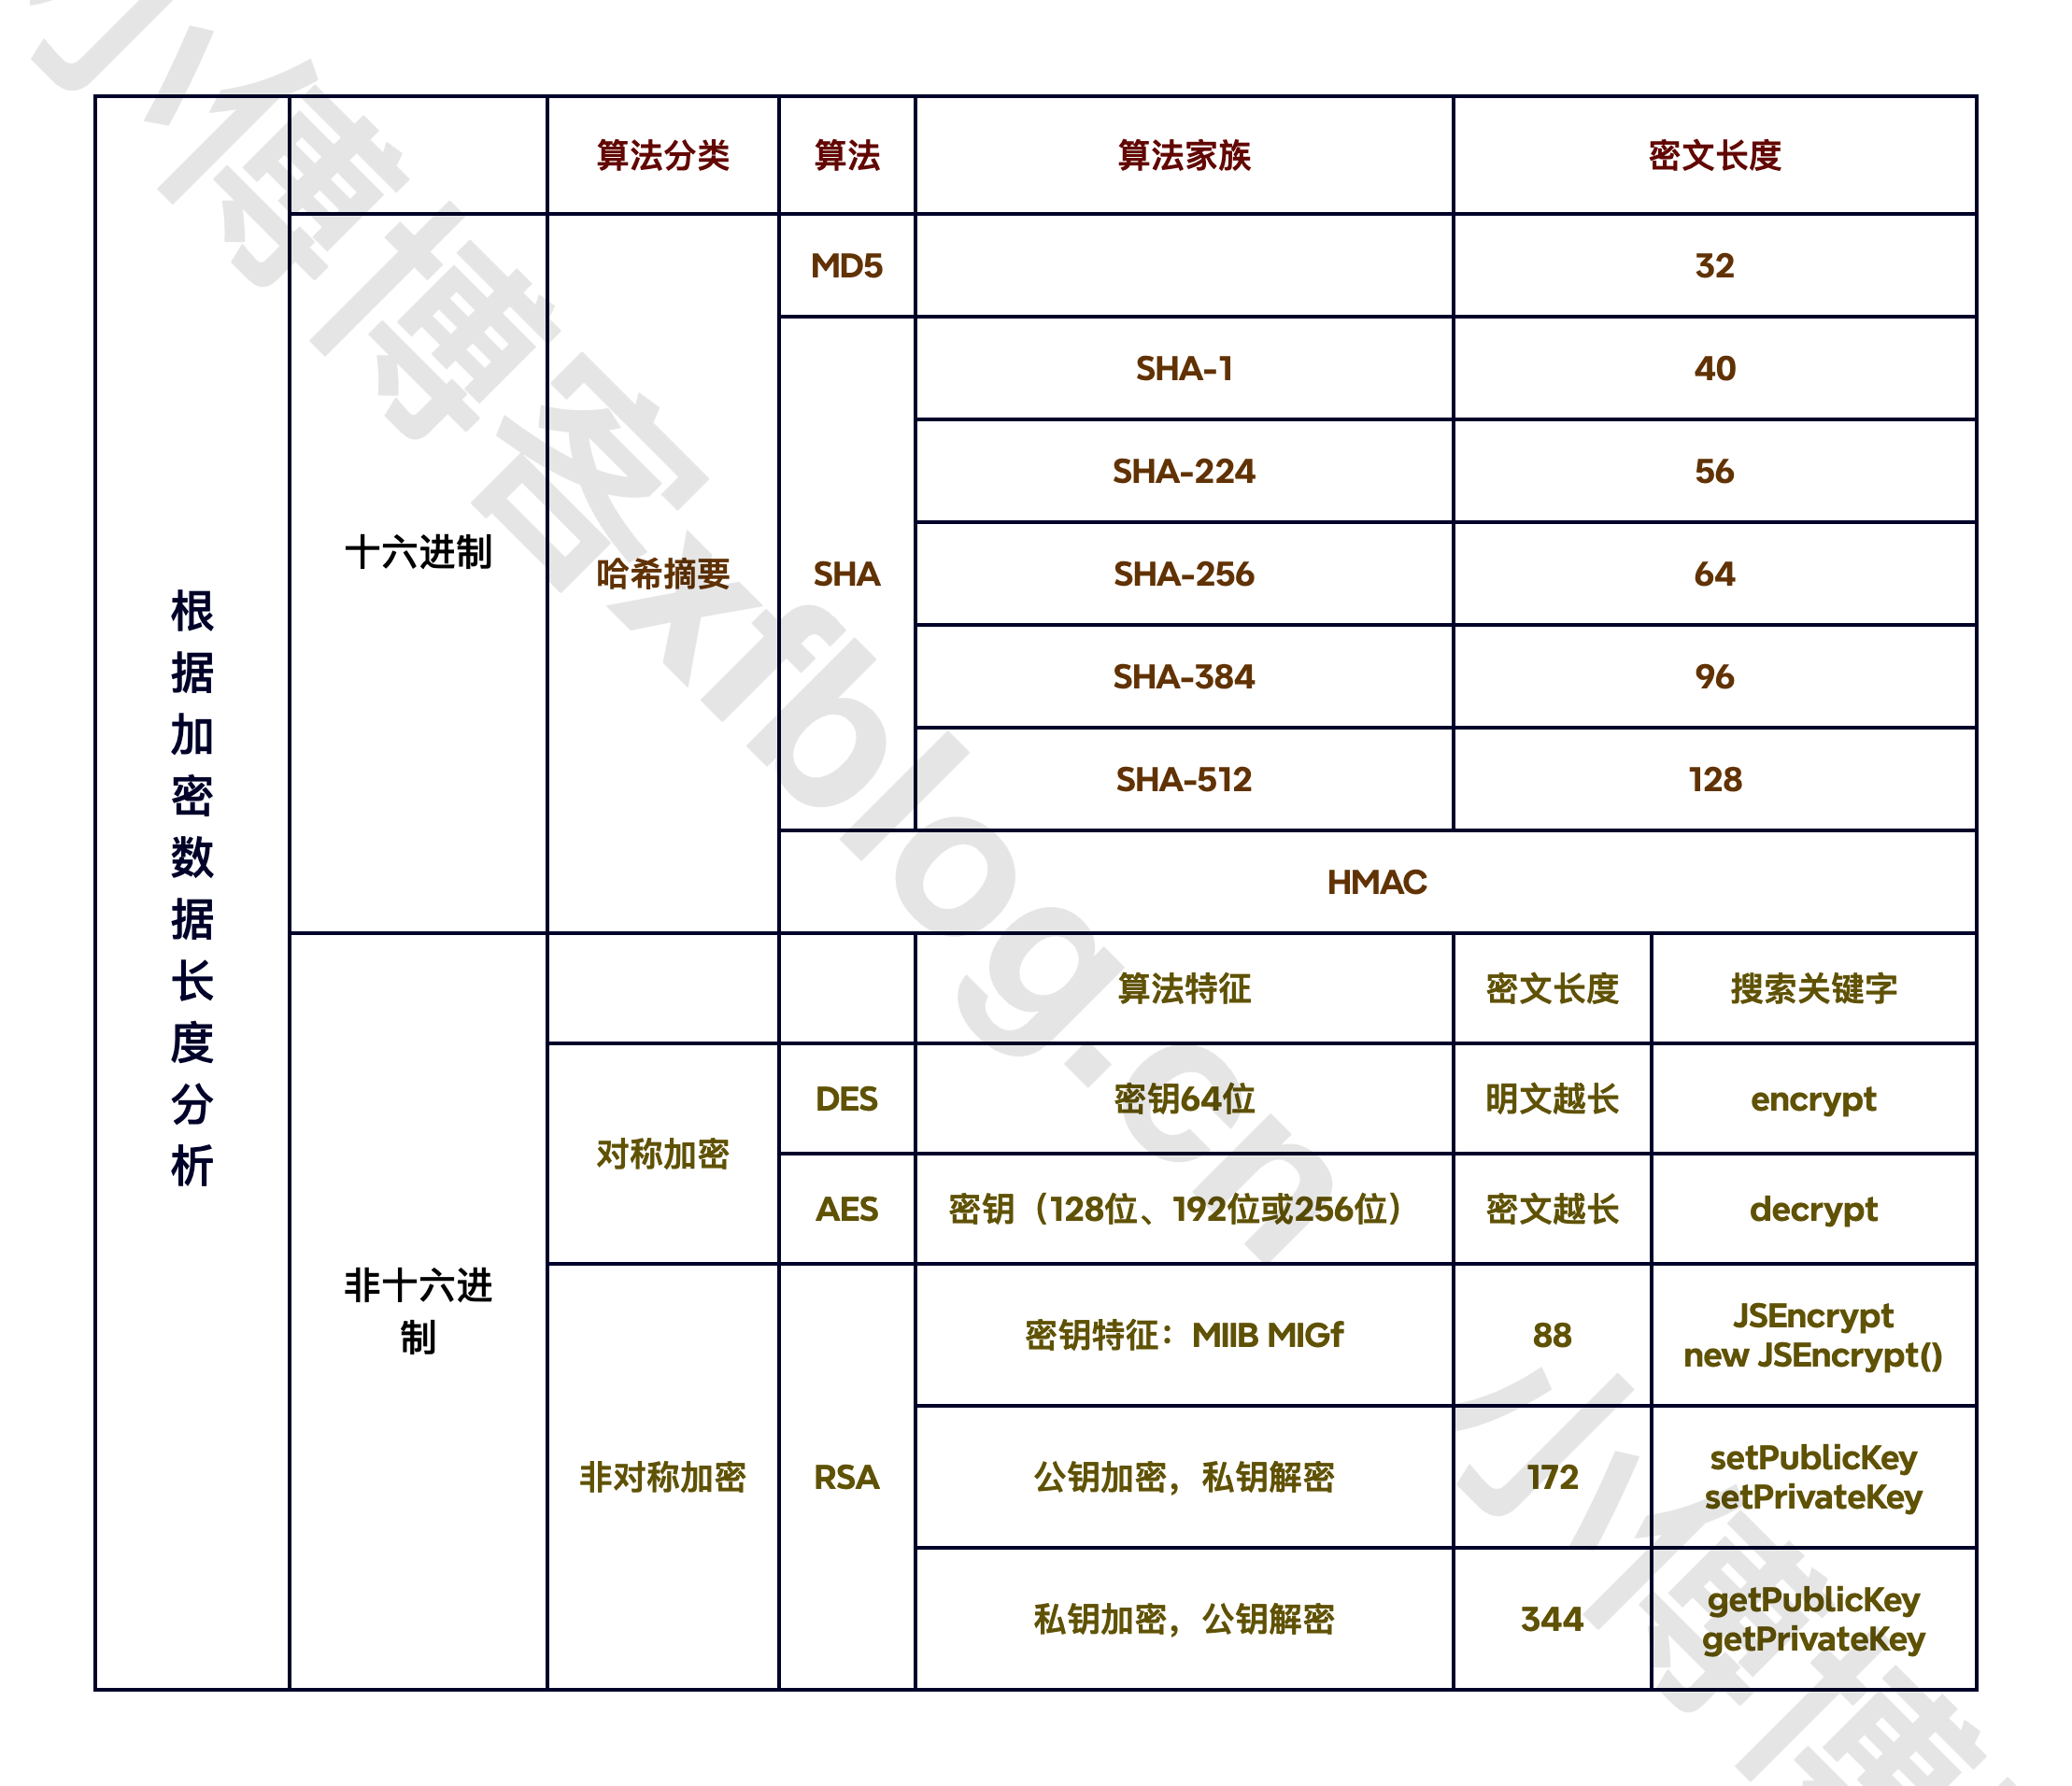 根据加密数据长度分析
算法分类 算法 算法家族 密文长度
十六进制
哈希摘要
MD5 32
SHA
SHA-1 40
SHA-224 56
SHA-256 64
SHA-384 96
SHA-512 128
HMAC
非十六进
制
算法特征 密文长度 搜索关键字
对称加密
DES 密钥64位 明文越长 encrypt
AES 密钥（128位、192位或256位） 密文越长 decrypt
非对称加密
RSA
密钥特征：MIIB MIGf 88 JSEncrypt
new JSEncrypt()
公钥加密，私钥解密 172 setPublicKey
setPrivateKey
私钥加密，公钥解密 344 getPublicKey
getPrivateKey
小傅博客xfblog.cn
小傅博